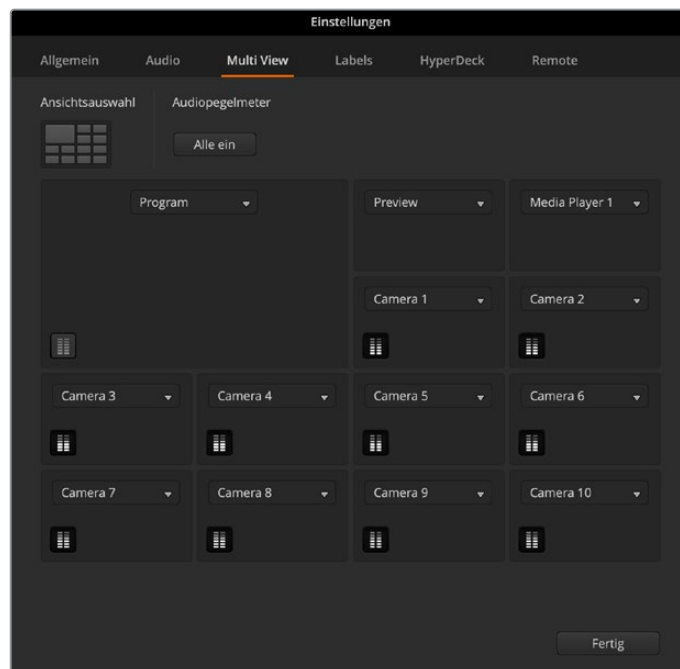 Einstellungen
Allgemein Audio Multi View Labels HyperDeck Remote
Ansichtsauswahl Audiopegelmeter
Alle ein
Program Preview Media Player 1
Camera 1 Camera 2
Camera 3 Camera 4 Camera 5 Camera 6
Camera 7 Camera 8 Camera 9 Camera 10
Fertig